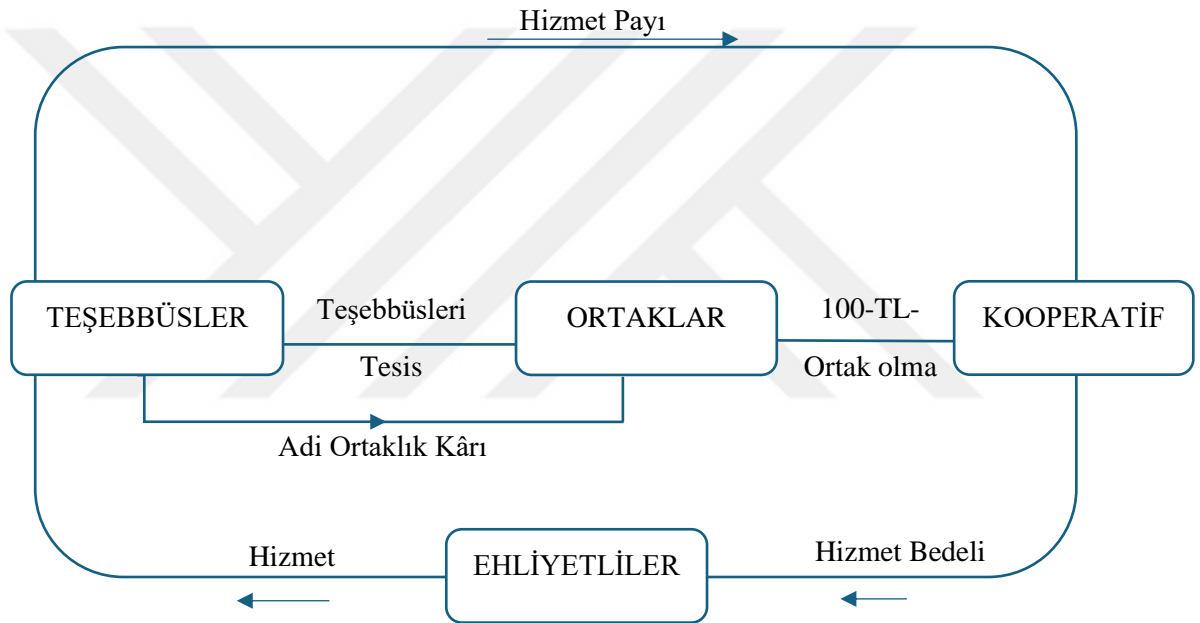 Hizmet Payı
TEŞEBBÜSLER
Teşebbüsleri
Tesis
ORTAKLAR
100-TL-
Ortak olma
KOOPERATİF
Adi Ortaklık Kârı
Hizmet
EHLİYETLİLER
Hizmet Bedeli